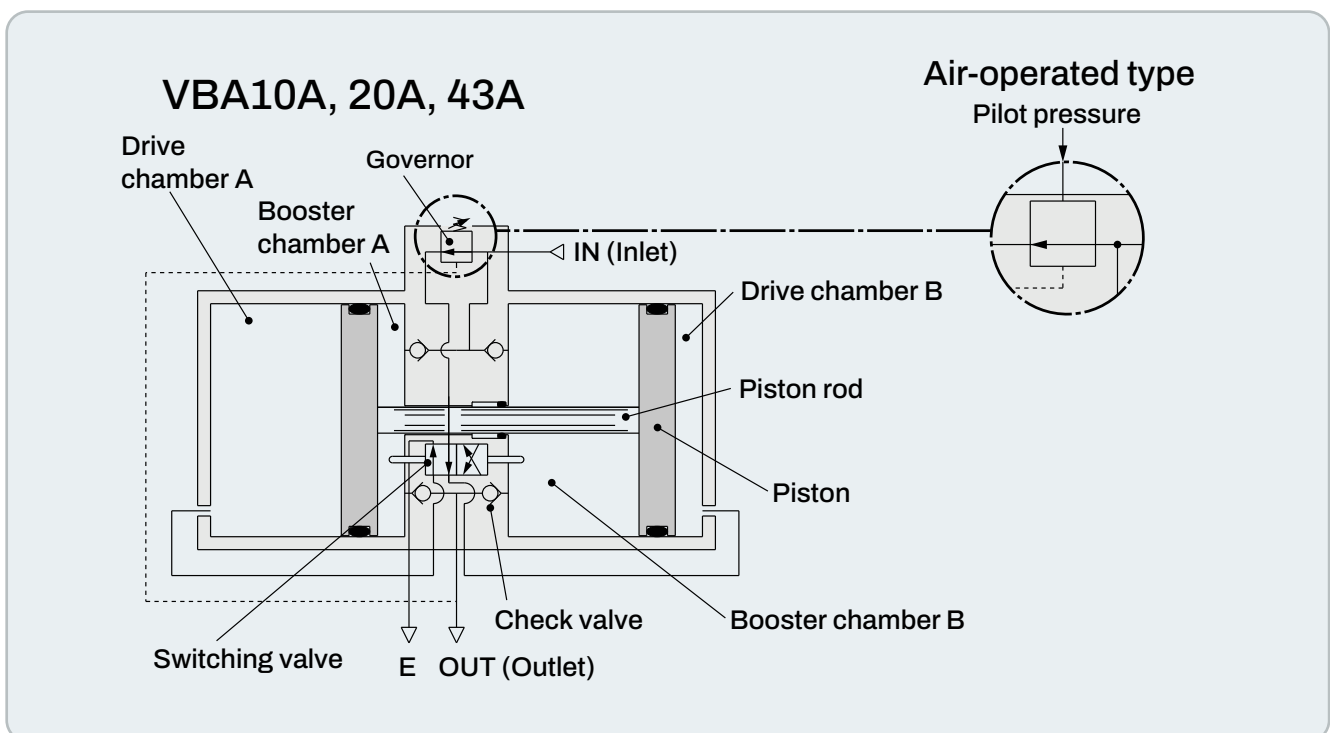 VBA10A, 20A, 43A
Air-operated type
Pilot pressure
Drive
chamber A
Governor
Booster
chamber A
IN (Inlet)
Drive chamber B
Piston rod
Piston
Check valve
Booster chamber B
Switching valve
E
OUT (Outlet)